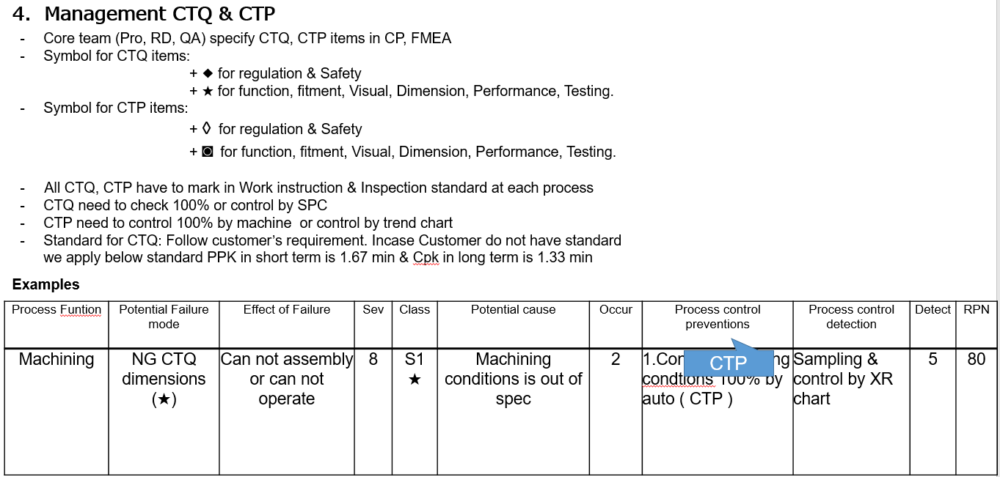 4. Management CTQ & CTP
- Core team (Pro, RD, QA) specify CTQ, CTP items in CP, FMEA
- Symbol for CTQ items:
+ ◆ for regulation & Safety
+ ★ for function, fitment, Visual, Dimension, Performance, Testing.
- Symbol for CTP items:
+ ◊ for regulation & Safety
+ ◙ for function, fitment, Visual, Dimension, Performance, Testing.
- All CTQ, CTP have to mark in Work instruction & Inspection standard at each process
- CTQ need to check 100% or control by SPC
- CTP need to control 100% by machine or control by trend chart
- Standard for CTQ: Follow customer’s requirement. Incase Customer do not have standard
we apply below standard PPK in short term is 1.67 min & Cpk in long term is 1.33 min
Examples
Process Funtion
Potential Failure
mode
Effect of Failure
Sev
Class
Potential cause
Occur
Process control
preventions
Process control
detection
Detect
RPN
Machining
NG CTQ
dimensions
(★)
Can not assembly
or can not
operate
8
S1
★
Machining
conditions is out of
spec
2
CTP
condtions 100% by
auto ( CTP )
Sampling &
control by XR
chart
5
80